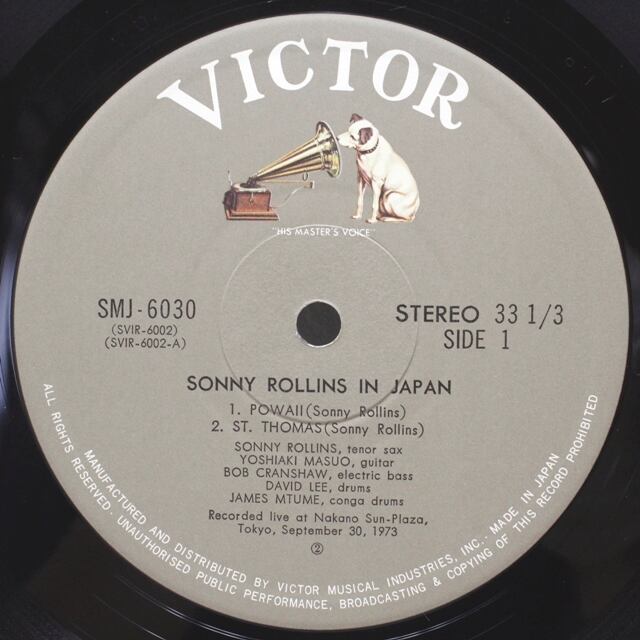 VICTOR
"HIS MASTER'S VOICE"
SMJ-6030
(SVIR-6002)
(SVIR-6002-A)
STEREO 33 1/3
SIDE 1
SONNY ROLLINS IN JAPAN
1. POWAII(Sonny Rollins)
2. ST. THOMAS(Sonny Rollins)
SONNY ROLLINS, tenor sax
YOSHIAKI MASUO, guitar
BOB CRANSHAW, electric bass
DAVID LEE, drums
JAMES MTUME, conga drums
Recorded live at Nakano Sun-Plaza,
Tokyo, September 30, 1973
②
MANUFACTURED AND DISTRIBUTED BY VICTOR MUSICAL INDUSTRIES, INC. MADE IN JAPAN
ALL RIGHTS RESERVED. UNAUTHORISED PUBLIC PERFORMANCE, BROADCASTING & COPYING OF THIS RECORD PROHIBITED